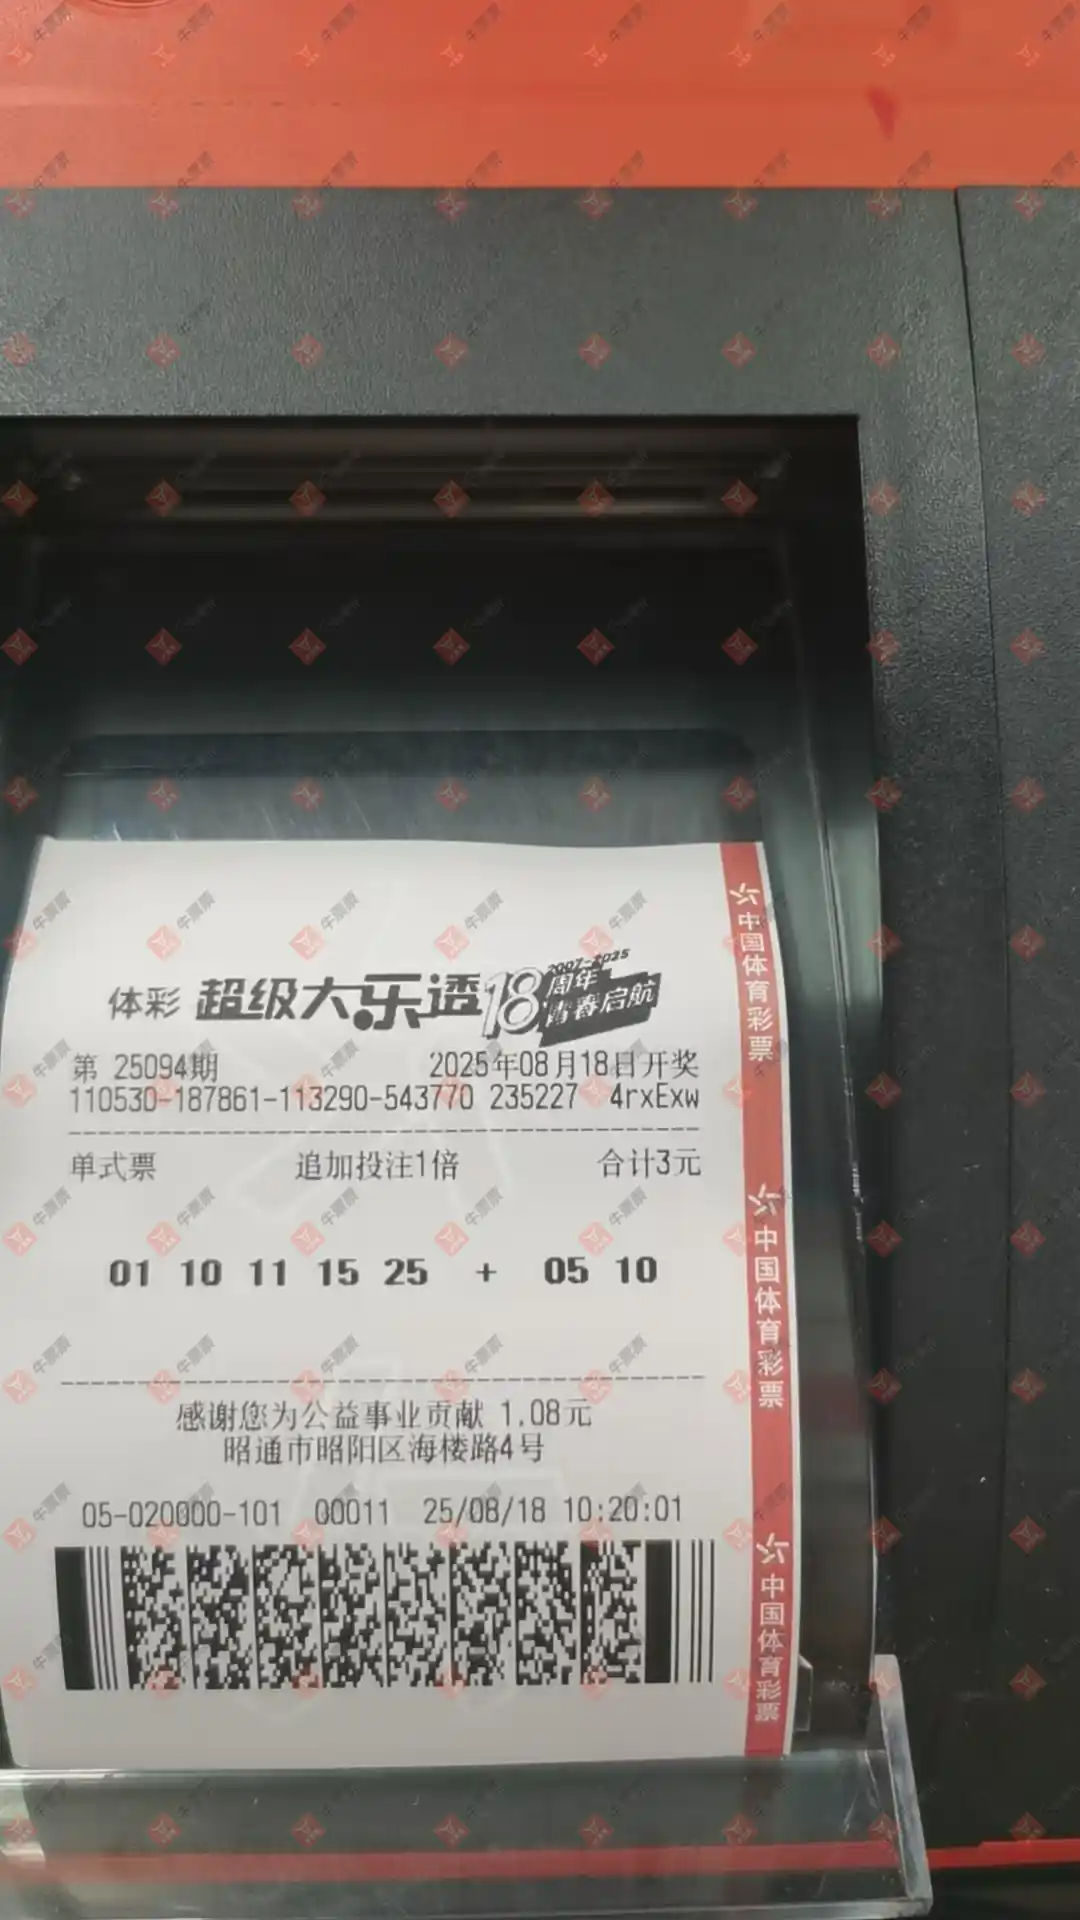 体彩 超级大乐透 18 2007-2025 周年 青春启航
第 25094期 2025年08月18日开奖
110530-187861-113290-543770 235227 4rxExw
单式票 追加投注1倍 合计3元
01 10 11 15 25 + 05 10
感谢您为公益事业贡献 1.08元
昭通市昭阳区海楼路4号
05-020000-101 00011 25/08/18 10:20:01
中国体育彩票
中国体育彩票
中国体育彩票
牛票票